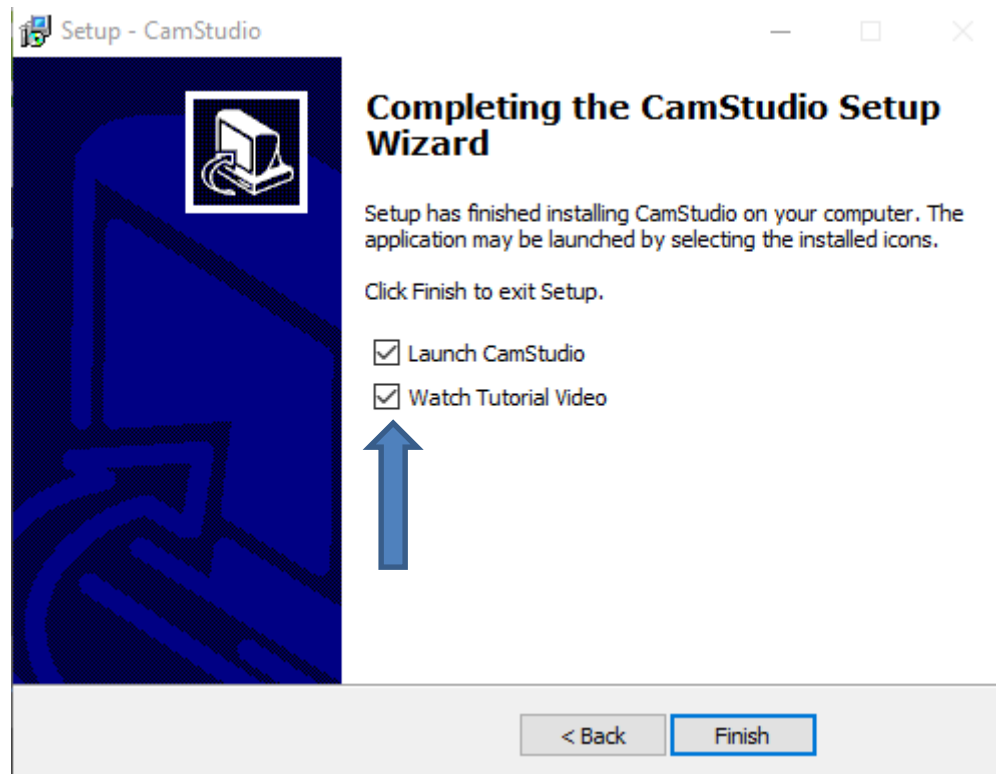 Setup - CamStudio
Completing the CamStudio Setup
Wizard
Setup has finished installing CamStudio on your computer. The
application may be launched by selecting the installed icons.
Click Finish to exit Setup.
Launch CamStudio
Watch Tutorial Video
< Back
Finish